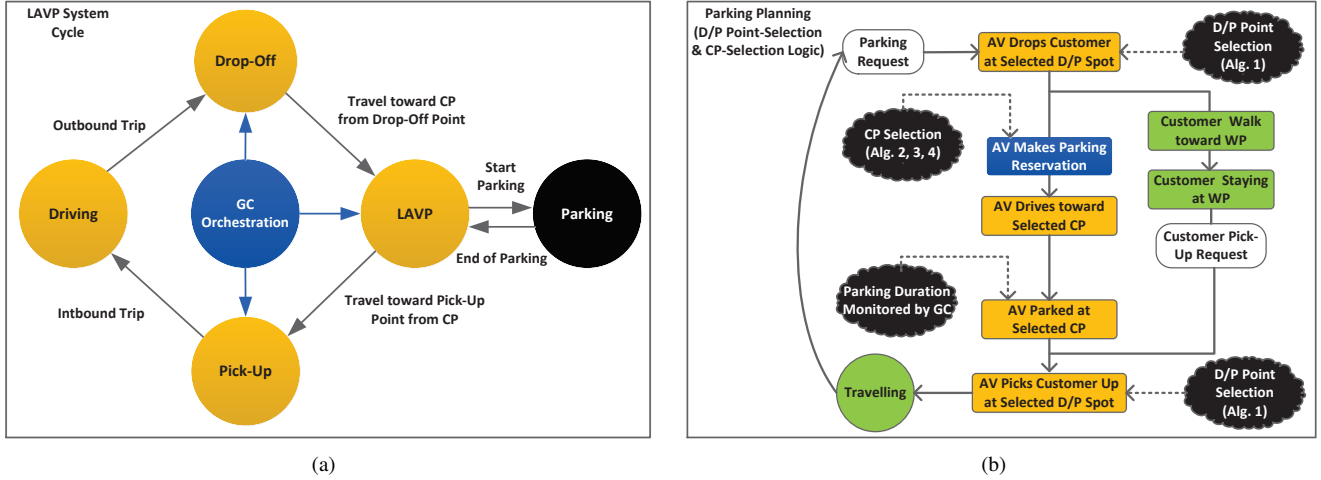 LAVP System
Cycle
Drop-Off
Outbound Trip
Travel toward CP
from Drop-Off Point
Driving
GC
Orchestration
LAVP
Start
Parking
End of Parking
Parking
Intbound Trip
Travel toward Pick-Up
Point from CP
Pick-Up
(a)
Parking Planning
(D/P Point-Selection
& CP-Selection Logic)
Parking
Request
AV Drops Customer
at Selected D/P Spot
D/P Point
Selection
(Alg. 1)
CP Selection
(Alg. 2, 3, 4)
AV Makes Parking
Reservation
Customer Walk
toward WP
Customer Staying
at WP
AV Drives toward
Selected CP
Customer Pick-
Up Request
Parking Duration
Monitored by GC
AV Parked at
Selected CP
Travelling
AV Picks Customer Up
at Selected D/P Spot
D/P Point
Selection
(Alg. 1)
(b)